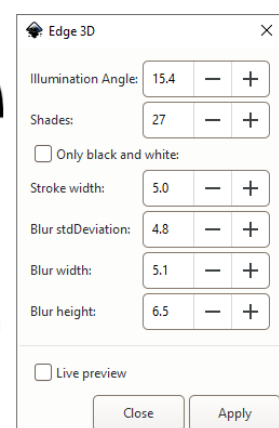 Edge 3D
Illumination Angle: 15.4
Shades: 27
Only black and white:
Stroke width: 5.0
Blur stdDeviation: 4.8
Blur width: 5.1
Blur height: 6.5
Live preview
Close Apply